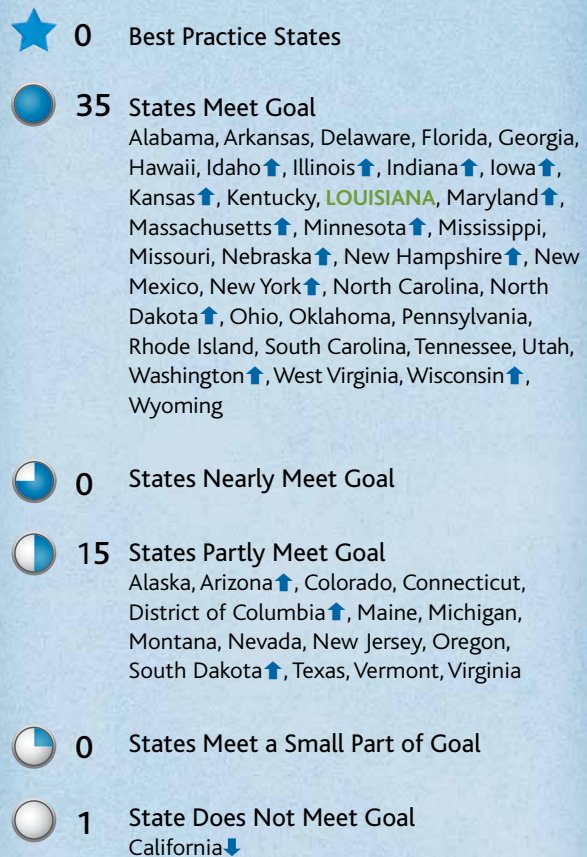 0 Best Practice States
35 States Meet Goal
Alabama, Arkansas, Delaware, Florida, Georgia,
Hawaii, Idaho⬆, Illinois⬆, Indiana⬆, Iowa⬆,
Kansas⬆, Kentucky, LOUISIANA, Maryland⬆,
Massachusetts⬆, Minnesota⬆, Mississippi,
Missouri, Nebraska⬆, New Hampshire⬆, New
Mexico, New York⬆, North Carolina, North
Dakota⬆, Ohio, Oklahoma, Pennsylvania,
Rhode Island, South Carolina, Tennessee, Utah,
Washington⬆, West Virginia, Wisconsin⬆,
Wyoming
0 States Nearly Meet Goal
15 States Partly Meet Goal
Alaska, Arizona⬆, Colorado, Connecticut,
District of Columbia⬆, Maine, Michigan,
Montana, Nevada, New Jersey, Oregon,
South Dakota⬆, Texas, Vermont, Virginia
0 States Meet a Small Part of Goal
1 State Does Not Meet Goal
California⬇